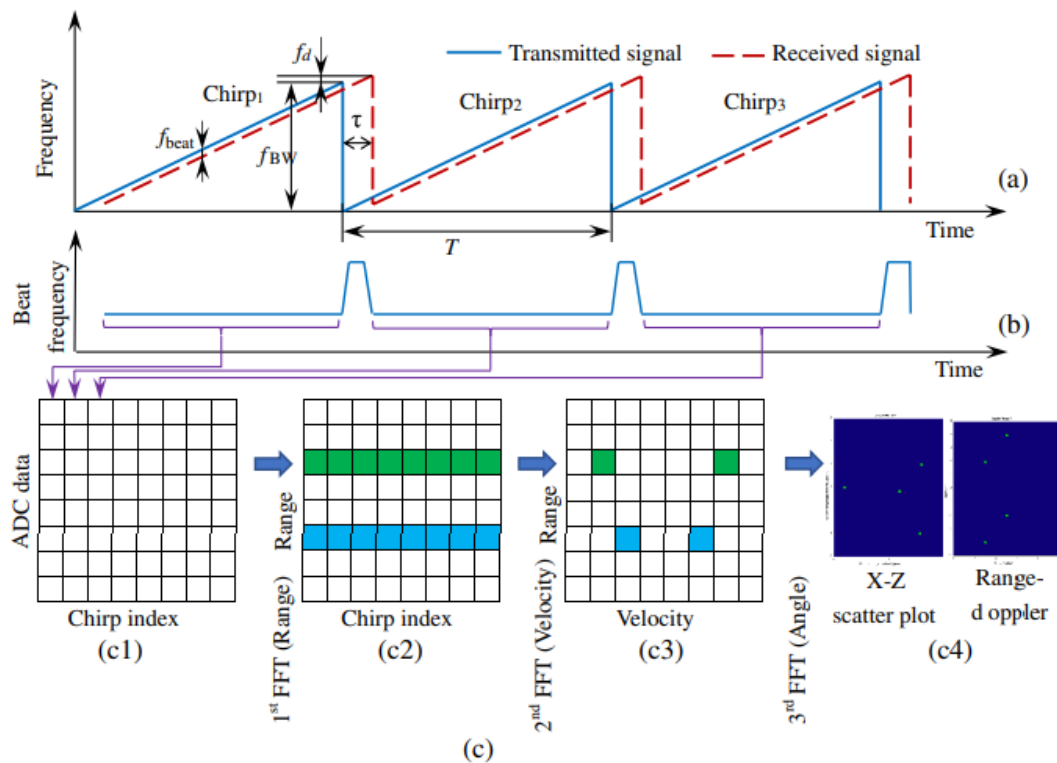 f_d
Transmitted signal
Received signal
Chirp₁
Chirp₂
Chirp₃
f_beat
τ
f_BW
Frequency
(a)
Time
T
Beat
frequency
(b)
Time
ADC data
Chirp index
(c1)
1st FFT (Range)
Range
Chirp index
(c2)
2nd FFT (Velocity)
Range
Velocity
(c3)
3rd FFT (Angle)
X-Z
scatter plot
Range-
d oppler
(c4)
(c)